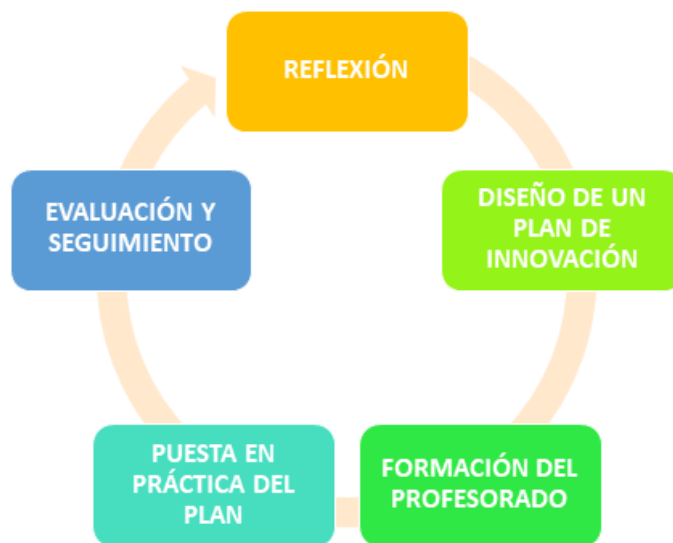 REFLEXIÓN
DISEÑO DE UN
PLAN DE
INNOVACIÓN
FORMACIÓN DEL
PROFESORADO
PUESTA EN
PRÁCTICA DEL
PLAN
EVALUACIÓN Y
SEGUIMIENTO